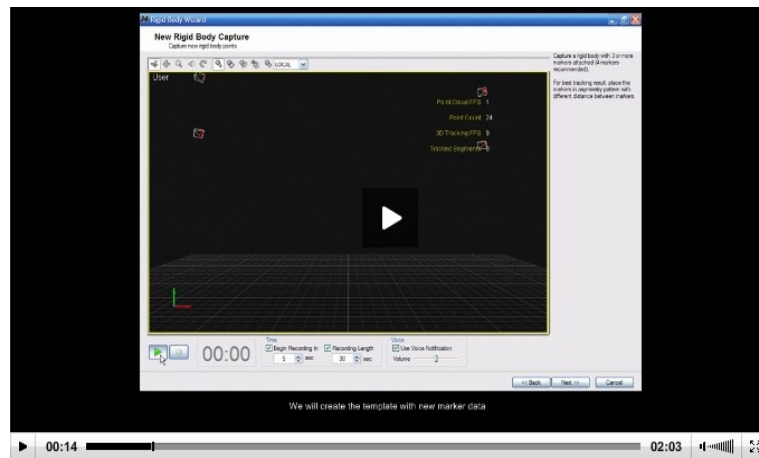 Rigid Body Wizard
New Rigid Body Capture
Capture new rigid body points
LOCAL
User
Point Cloud FPS 1
Point Count 24
3D Tracking FPS 0
Tracked Segments 0
Capture a rigid body with 3 or more
markers attached (4 markers
recommended).
For best tracking result, place the
markers in asymmetry pattern with
different distance between markers.
00:00
Time
Begin Recording In
5 sec
Recording Length
30 sec
Voice
Use Voice Notification
Volume
<< Back
Next >>
Cancel
We will create the template with new marker data
00:14
02:03